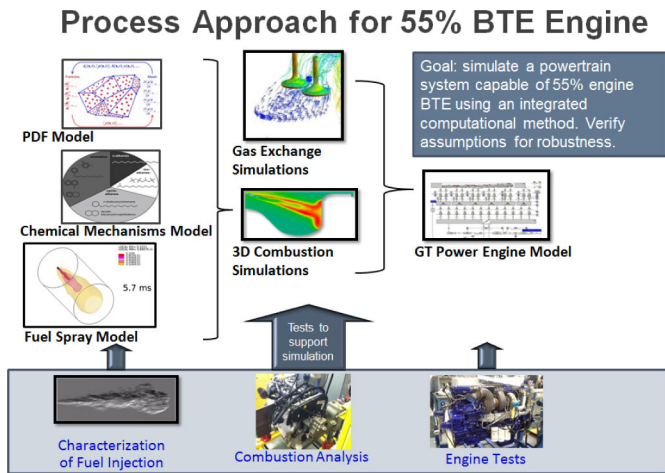 Process Approach for 55% BTE Engine
PDF Model
Chemical Mechanisms Model
5.7 ms
Fuel Spray Model
Gas Exchange
Simulations
3D Combustion
Simulations
Goal: simulate a powertrain
system capable of 55% engine
BTE using an integrated
computational method. Verify
assumptions for robustness.
GT Power Engine Model
Tests to
support
simulation
Characterization
of Fuel Injection
Combustion Analysis
Engine Tests